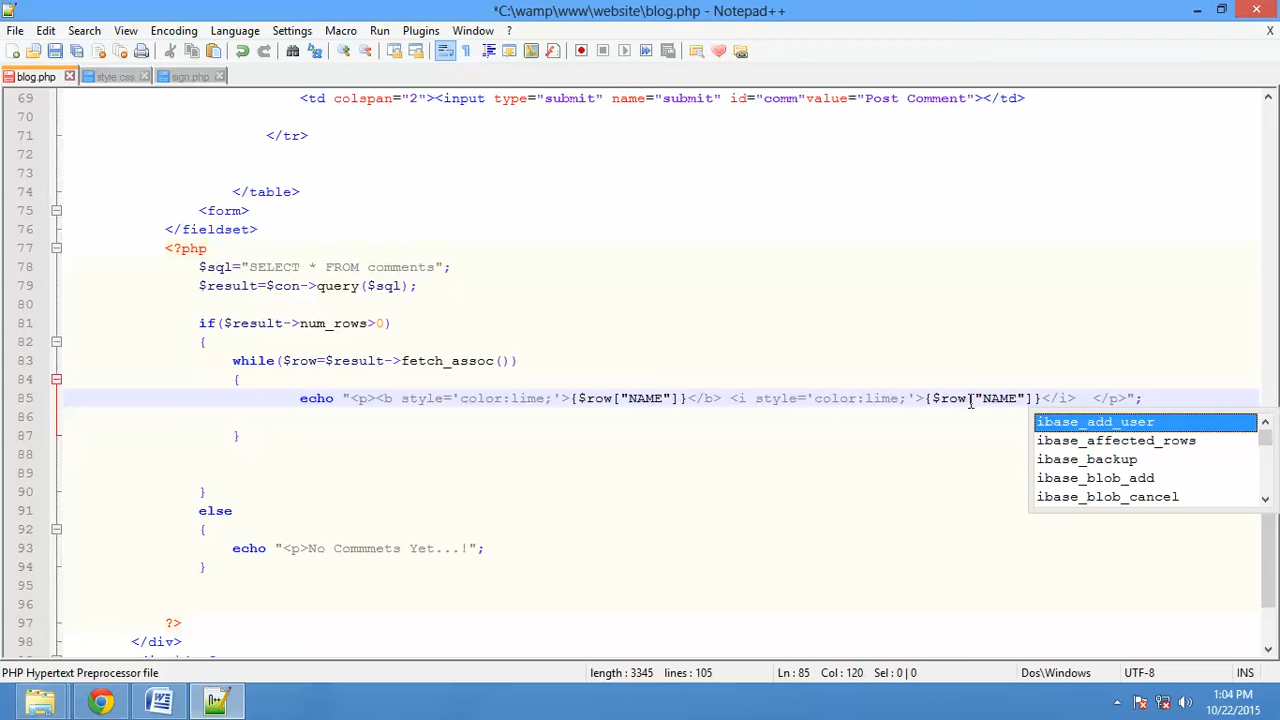 *C:\wamp\www\website\blog.php - Notepad++
File Edit Search View Encoding Language Settings Macro Run Plugins Window ? X
blog.php style.css sign.php
69 <td colspan="2"><input type="submit" name="submit" id="comm"value="Post Comment"></td>
70
71 </tr>
72
73
74 </table>
75 <form>
76 </fieldset>
77 <?php
78 $sql="SELECT * FROM comments";
79 $result=$con->query($sql);
80
81 if($result->num_rows>0)
82 {
83 while($row=$result->fetch_assoc())
84 {
85 echo "<p><b style='color:lime;'>{$row["NAME"]}</b> <i style='color:lime;'>{$row["NAME"]}</i>  </p>";
86
ibase_add_user
ibase_affected_rows
ibase_backup
ibase_blob_add
ibase_blob_cancel
87 }
88
89
90 }
91 else
92 {
93 echo "<p>No Commmets Yet...!";
94 }
95
96
97 ?>
98 </div>
PHP Hypertext Preprocessor file length : 3345 lines : 105 Ln : 85 Col : 120 Sel : 0 | 0 Dos\Windows UTF-8 INS
1:04 PM
10/22/2015